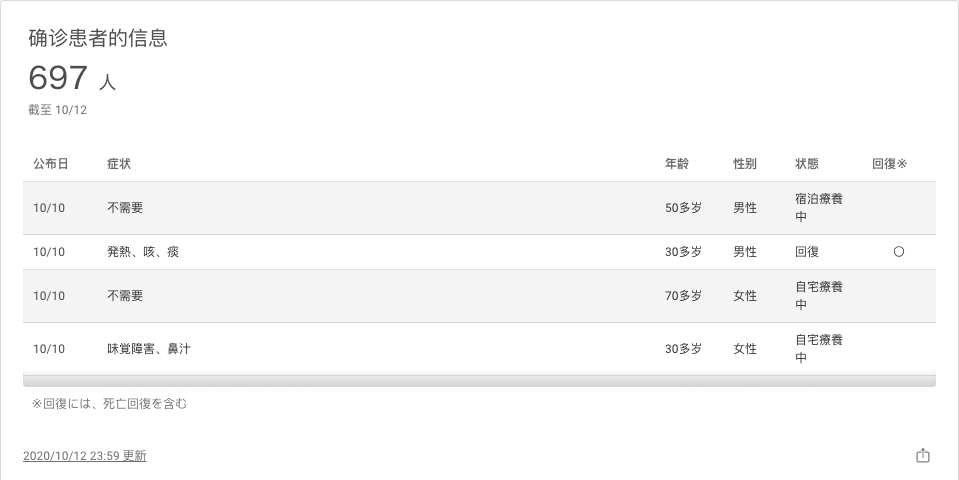 确诊患者的信息
697 人
截至 10/12
公布日 症状 年龄 性别 状態 回復※
10/10 不需要 50多岁 男性 宿泊療養中
10/10 発熱、咳、痰 30多岁 男性 回復 〇
10/10 不需要 70多岁 女性 自宅療養中
10/10 味覚障害、鼻汁 30多岁 女性 自宅療養中
※回復には、死亡回復を含む
2020/10/12 23:59 更新